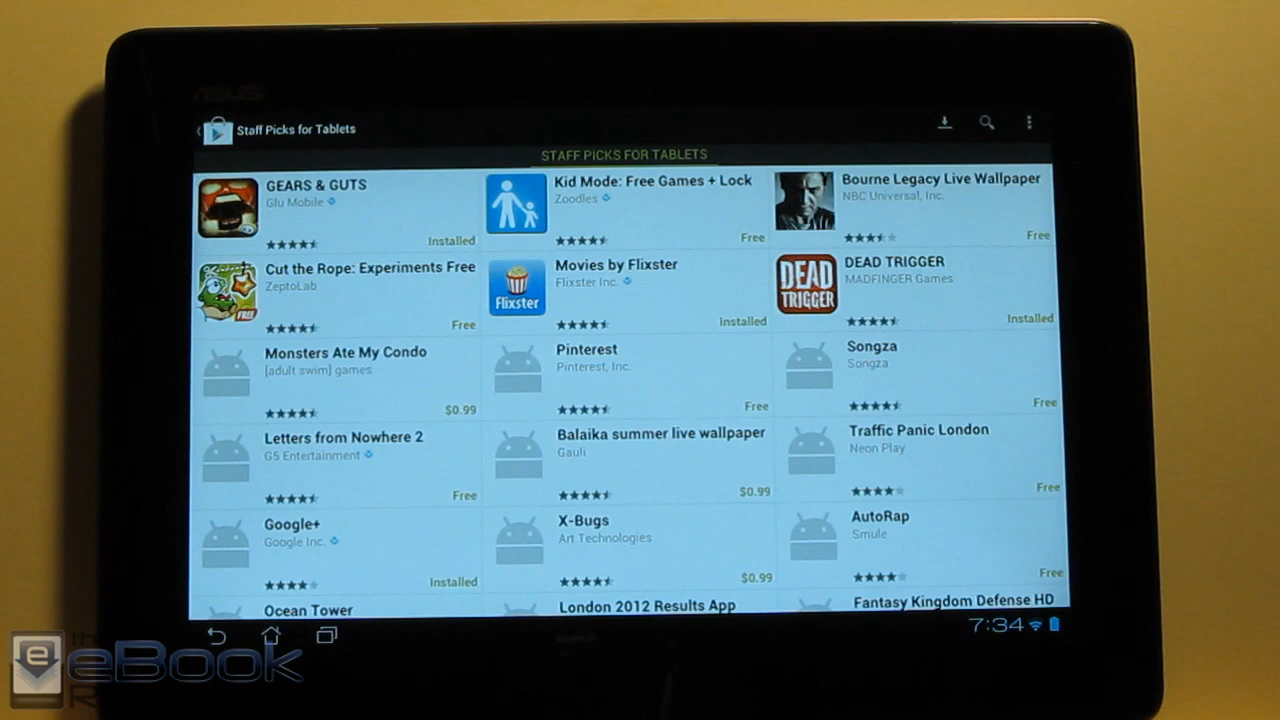 ASUS
Staff Picks for Tablets
STAFF PICKS FOR TABLETS
GEARS & GUTS
Glu Mobile
Installed
Kid Mode: Free Games + Lock
Zoodles
Free
Bourne Legacy Live Wallpaper
NBC Universal, Inc.
Free
Cut the Rope: Experiments Free
ZeptoLab
FREE
Free
Movies by Flixster
Flixster Inc.
Flixster
Installed
DEAD TRIGGER
MADFINGER Games
DEAD
TRIGGER
Installed
Monsters Ate My Condo
[adult swim] games
$0.99
Pinterest
Pinterest, Inc.
Free
Songza
Songza
Free
Letters from Nowhere 2
G5 Entertainment
Free
Balaika summer live wallpaper
Gauli
$0.99
Traffic Panic London
Neon Play
Free
Google+
Google Inc.
Installed
X-Bugs
Art Technologies
$0.99
AutoRap
Smule
Free
Ocean Tower
London 2012 Results App
Fantasy Kingdom Defense HD
7:34
the
eBook